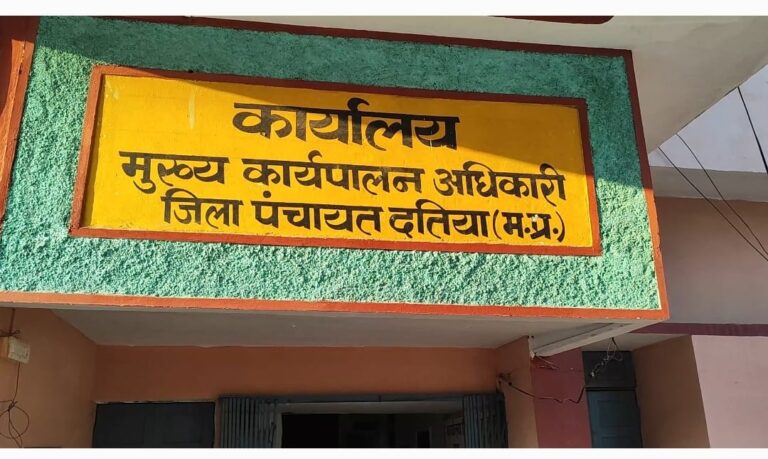 कार्यालय
मुख्य कार्यपालन अधिकारी
जिला पंचायत दतिया(म.प्र.)